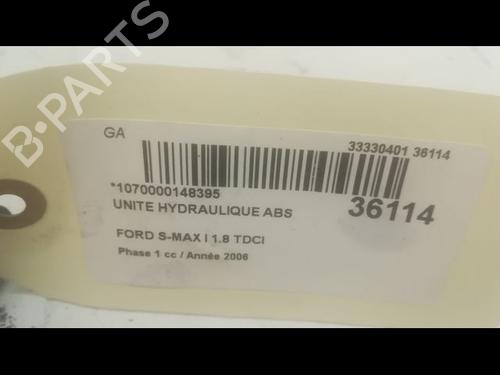 B-PARTS
GA
33330401 36114
*1070000148395
36114
UNITE HYDRAULIQUE ABS
FORD S-MAX I 1.8 TDCI
Phase 1 cc / Année 2006